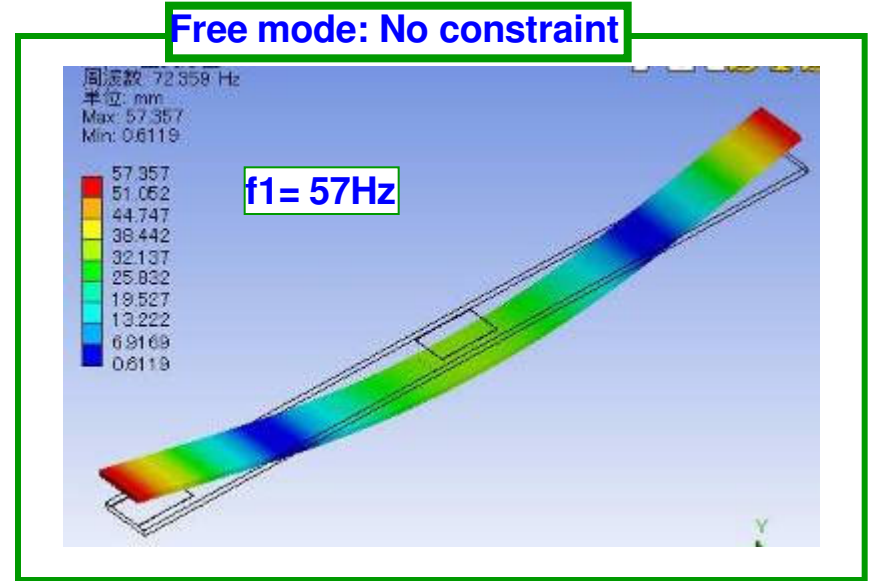 Free mode: No constraint
周波数 72.359 Hz
単位: mm
Max: 57.357
Min: 0.6119
f1= 57Hz
57.357
51.052
44.747
38.442
32.137
25.832
19.527
13.222
6.9169
0.6119
Y